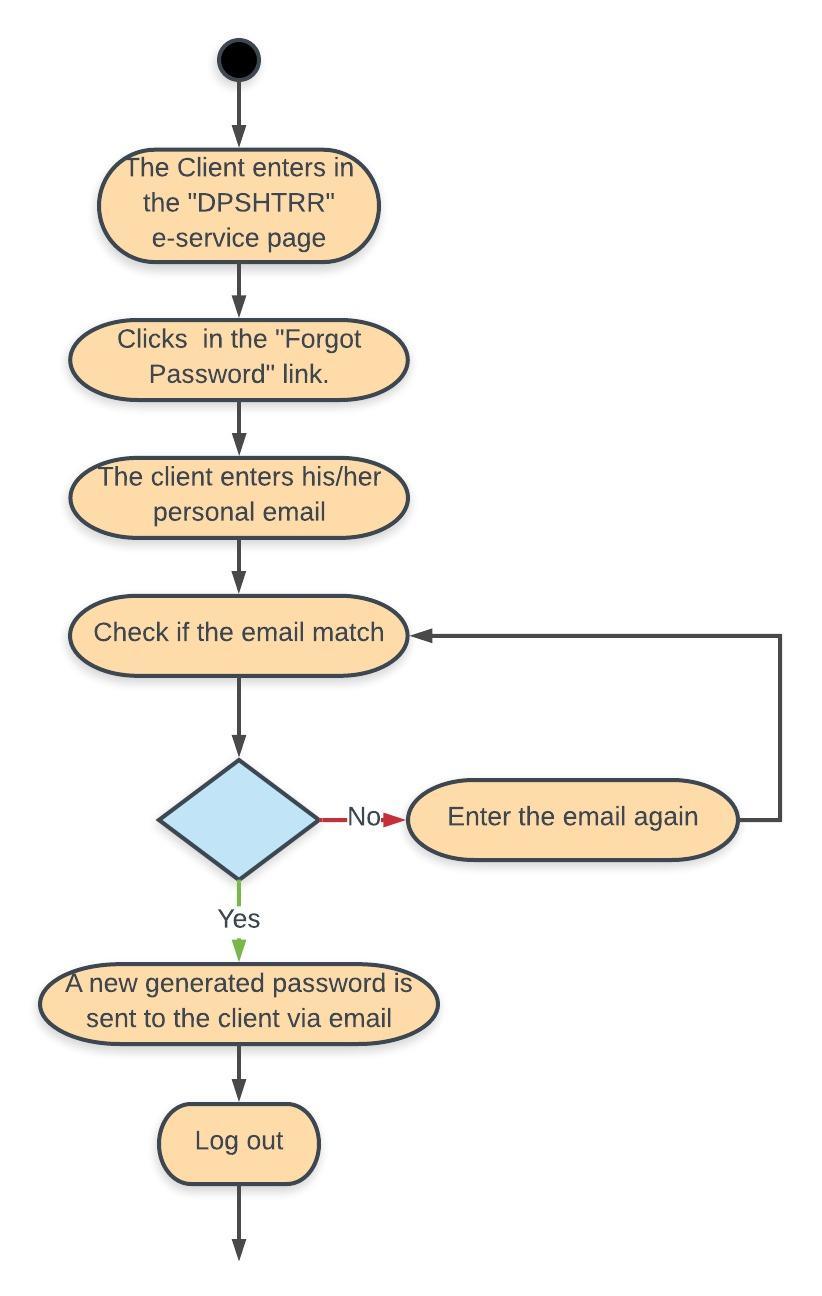 The Client enters in
the "DPSHTRR"
e-service page
Clicks  in the "Forgot
Password" link.
The client enters his/her
personal email
Check if the email match
No
Enter the email again
Yes
A new generated password is
sent to the client via email
Log out